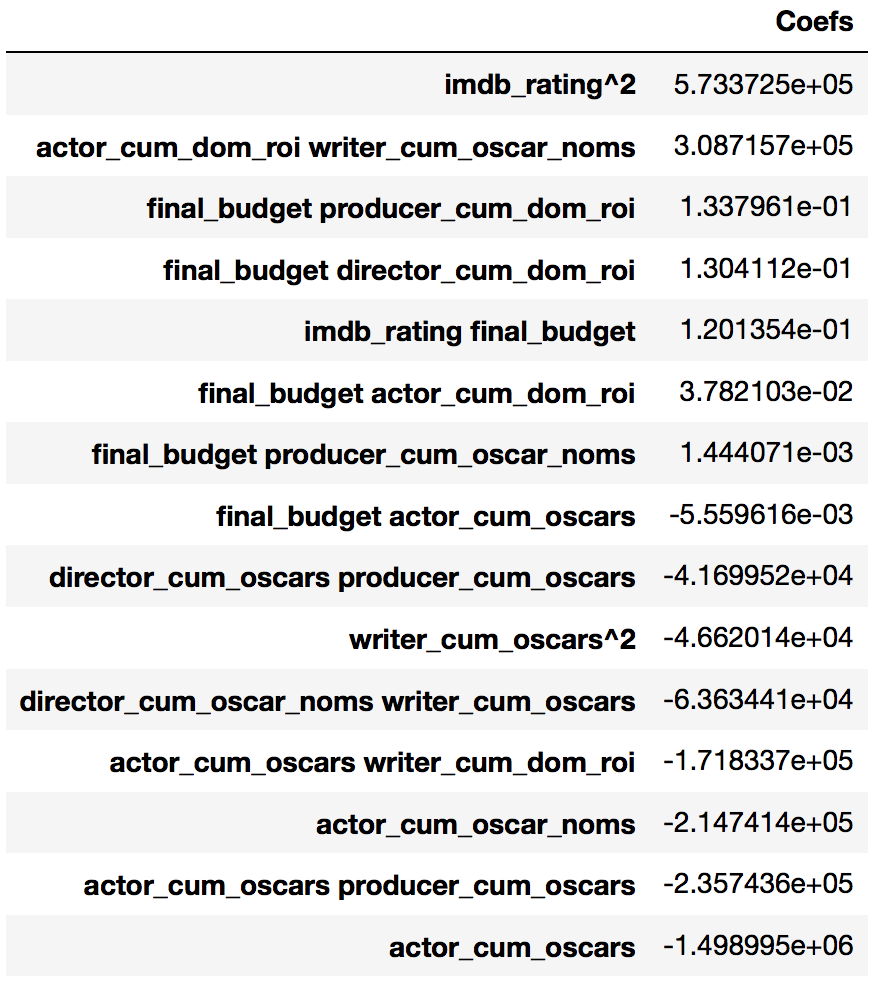 Coefs
imdb_rating^2 5.733725e+05
actor_cum_dom_roi writer_cum_oscar_noms 3.087157e+05
final_budget producer_cum_dom_roi 1.337961e-01
final_budget director_cum_dom_roi 1.304112e-01
imdb_rating final_budget 1.201354e-01
final_budget actor_cum_dom_roi 3.782103e-02
final_budget producer_cum_oscar_noms 1.444071e-03
final_budget actor_cum_oscars -5.559616e-03
director_cum_oscars producer_cum_oscars -4.169952e+04
writer_cum_oscars^2 -4.662014e+04
director_cum_oscar_noms writer_cum_oscars -6.363441e+04
actor_cum_oscars writer_cum_dom_roi -1.718337e+05
actor_cum_oscar_noms -2.147414e+05
actor_cum_oscars producer_cum_oscars -2.357436e+05
actor_cum_oscars -1.498995e+06